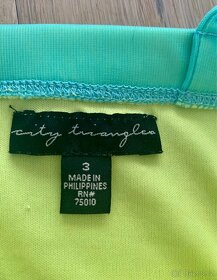 city triangles
3
MADE IN
PHILIPPINES
RN#
75010